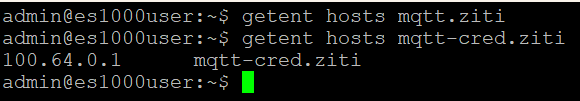 admin@es1000user:~$ getent hosts mqtt.ziti
admin@es1000user:~$ getent hosts mqtt-cred.ziti
100.64.0.1      mqtt-cred.ziti
admin@es1000user:~$